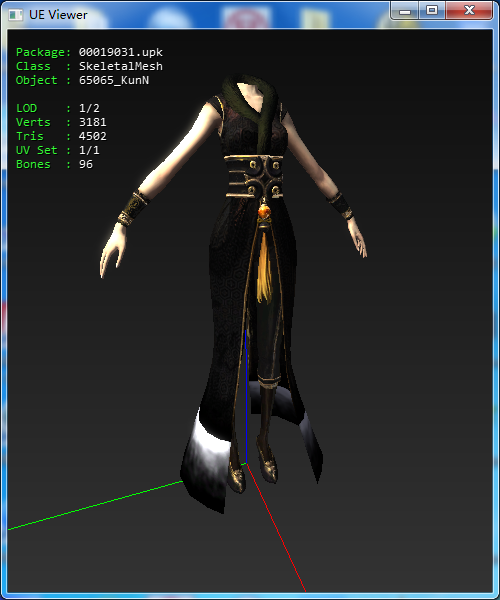 UE Viewer
Package: 00019031.upk
Class : SkeletalMesh
Object : 65065_KunN
LOD : 1/2
Verts : 3181
Tris : 4502
UV Set : 1/1
Bones : 96